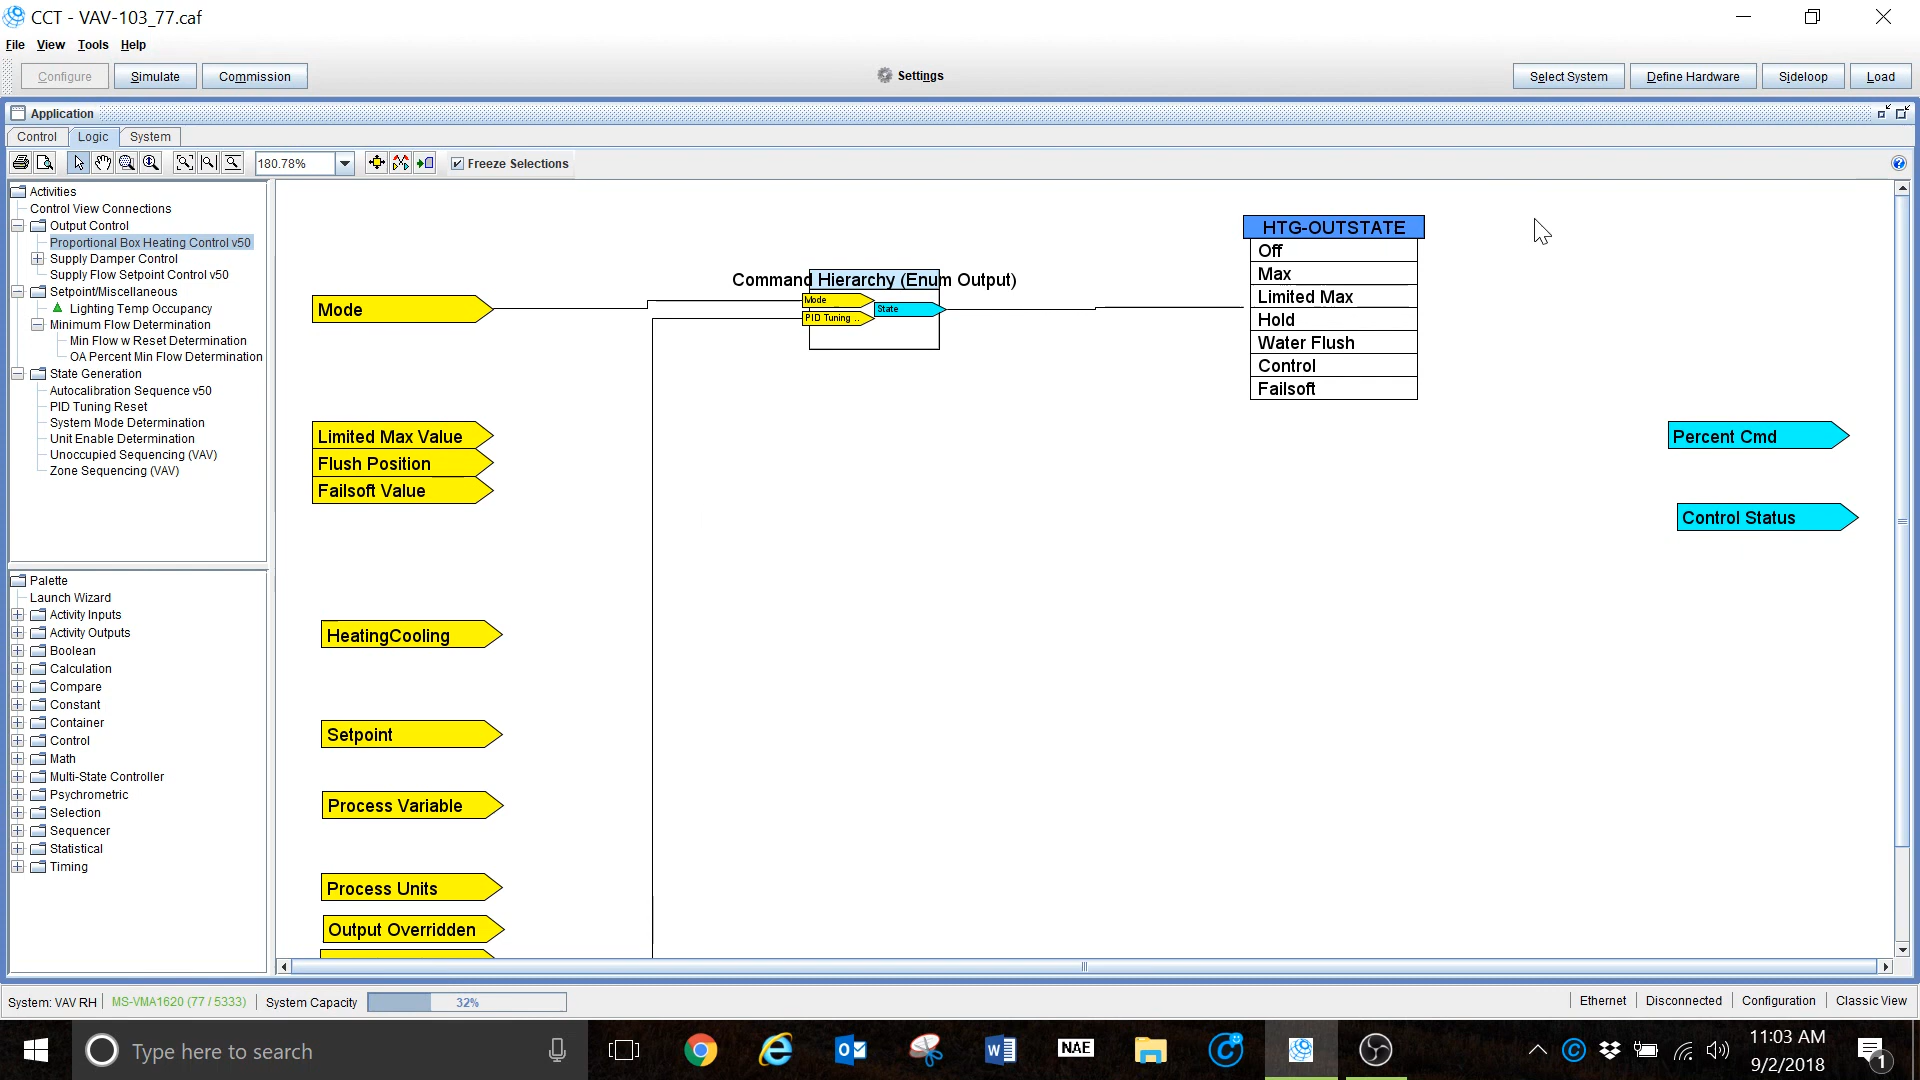 CCT - VAV-103_77.caf
File View Tools Help
Configure Simulate Commission Settings Select System Define Hardware Sideloop Load
Application
Control Logic System
180.78% Freeze Selections
Activities
Control View Connections
Output Control
Proportional Box Heating Control v50
Supply Damper Control
Supply Flow Setpoint Control v50
Setpoint/Miscellaneous
Lighting Temp Occupancy
Minimum Flow Determination
Min Flow w Reset Determination
OA Percent Min Flow Determination
State Generation
Autocalibration Sequence v50
PID Tuning Reset
System Mode Determination
Unit Enable Determination
Unoccupied Sequencing (VAV)
Zone Sequencing (VAV)
Palette
Launch Wizard
Activity Inputs
Activity Outputs
Boolean
Calculation
Compare
Constant
Container
Control
Math
Multi-State Controller
Psychrometric
Selection
Sequencer
Statistical
Timing
Mode
Limited Max Value
Flush Position
Failsoft Value
HeatingCooling
Setpoint
Process Variable
Process Units
Output Overridden
Command Hierarchy (Enum Output)
Mode
PID Tuning ..
State
HTG-OUTSTATE
Off
Max
Limited Max
Hold
Water Flush
Control
Failsoft
Percent Cmd
Control Status
System: VAV RH MS-VMA1620 (77 / 5333) System Capacity 32% Ethernet Disconnected Configuration Classic View
Type here to search
NAE
11:03 AM
9/2/2018
1